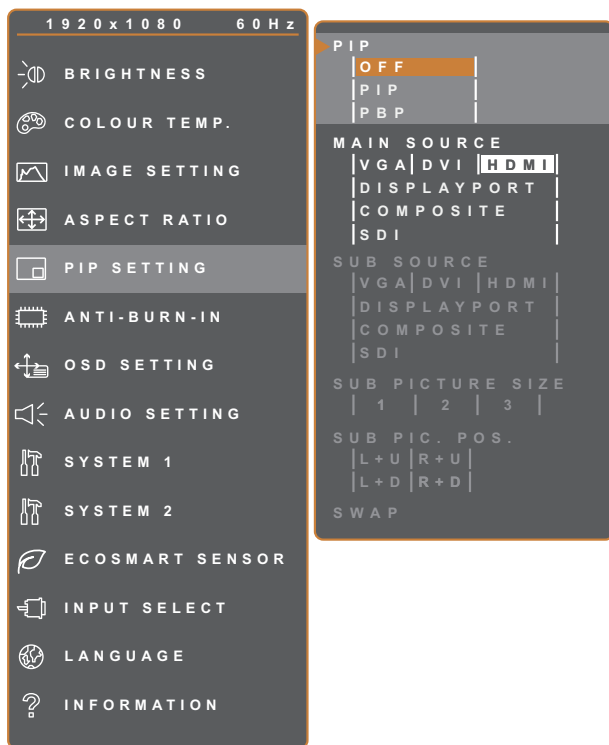 1920x1080 60Hz
BRIGHTNESS
COLOUR TEMP.
IMAGE SETTING
ASPECT RATIO
PIP SETTING
ANTI-BURN-IN
OSD SETTING
AUDIO SETTING
SYSTEM 1
SYSTEM 2
ECOSMART SENSOR
INPUT SELECT
LANGUAGE
INFORMATION
PIP
OFF
PIP
PBP
MAIN SOURCE
VGA DVI HDMI
DISPLAYPORT
COMPOSITE
SDI
SUB SOURCE
VGA DVI HDMI
DISPLAYPORT
COMPOSITE
SDI
SUB PICTURE SIZE
1 2 3
SUB PIC. POS.
L+U R+U
L+D R+D
SWAP